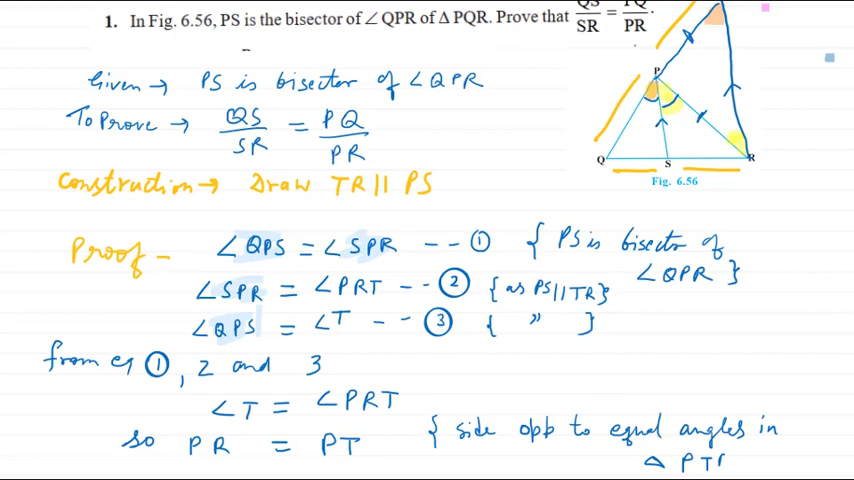 1. In Fig. 6.56, PS is the bisector of ∠QPR of Δ PQR. Prove that QS/SR = PQ/PR.
Given → PS is bisector of ∠QPR
To Prove → QS/SR = PQ/PR
Construction → Draw TR || PS
P
Q
S
R
Fig. 6.56
Proof – ∠QPS = ∠SPR -- ① { PS is bisector of ∠QPR }
∠SPR = ∠PRT -- ② { as PS || TR }
∠QPS = ∠T -- ③ { " }
from eq ①, 2 and 3
∠T = ∠PRT
so PR = PT { side opp to equal angles in
Δ PTR